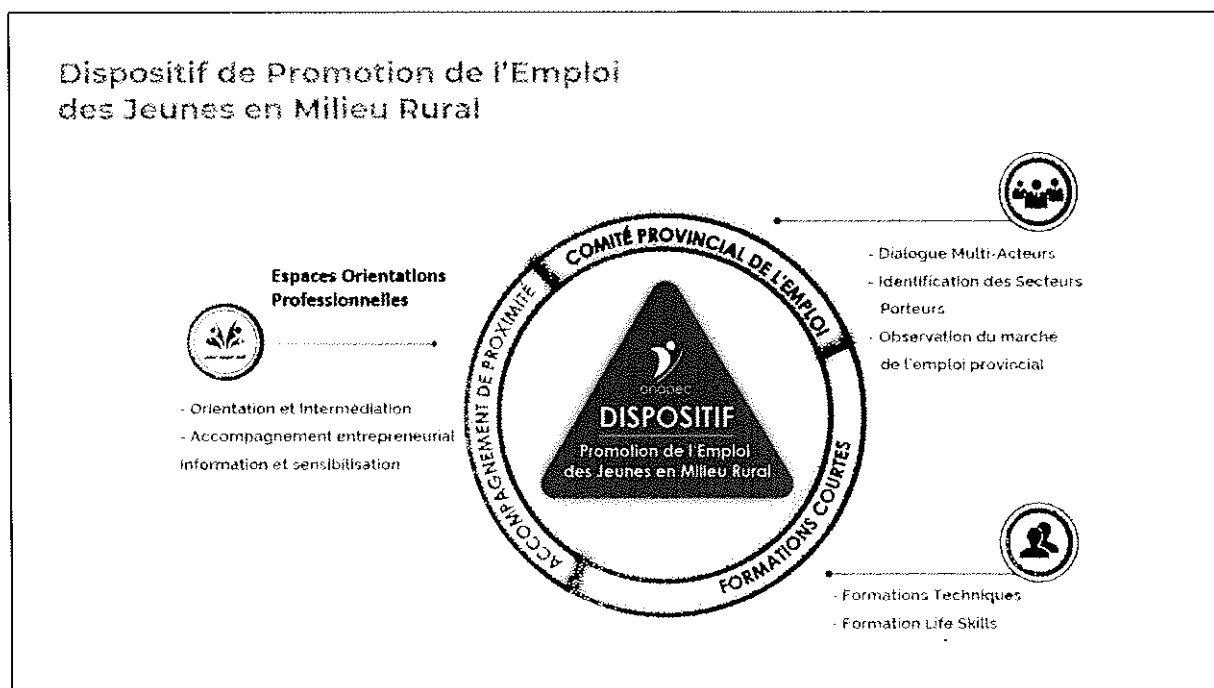 Dispositif de Promotion de l'Emploi
des Jeunes en Milieu Rural
COMITÉ PROVINCIAL DE L'EMPLOI
- Dialogue Multi-Acteurs
- Identification des Secteurs
Porteurs
- Observation du marché
de l'emploi provincial
Espaces Orientations
Professionnelles
- Orientation et Intermédiation
- Accompagnement entrepreneurial
Information et sensibilisation
ACCOMPAGNEMENT DE PROXIMITÉ
anapec
DISPOSITIF
Promotion de l'Emploi
des Jeunes en Milieu Rural
FORMATIONS COURTES
- Formations Techniques
- Formation Life Skills